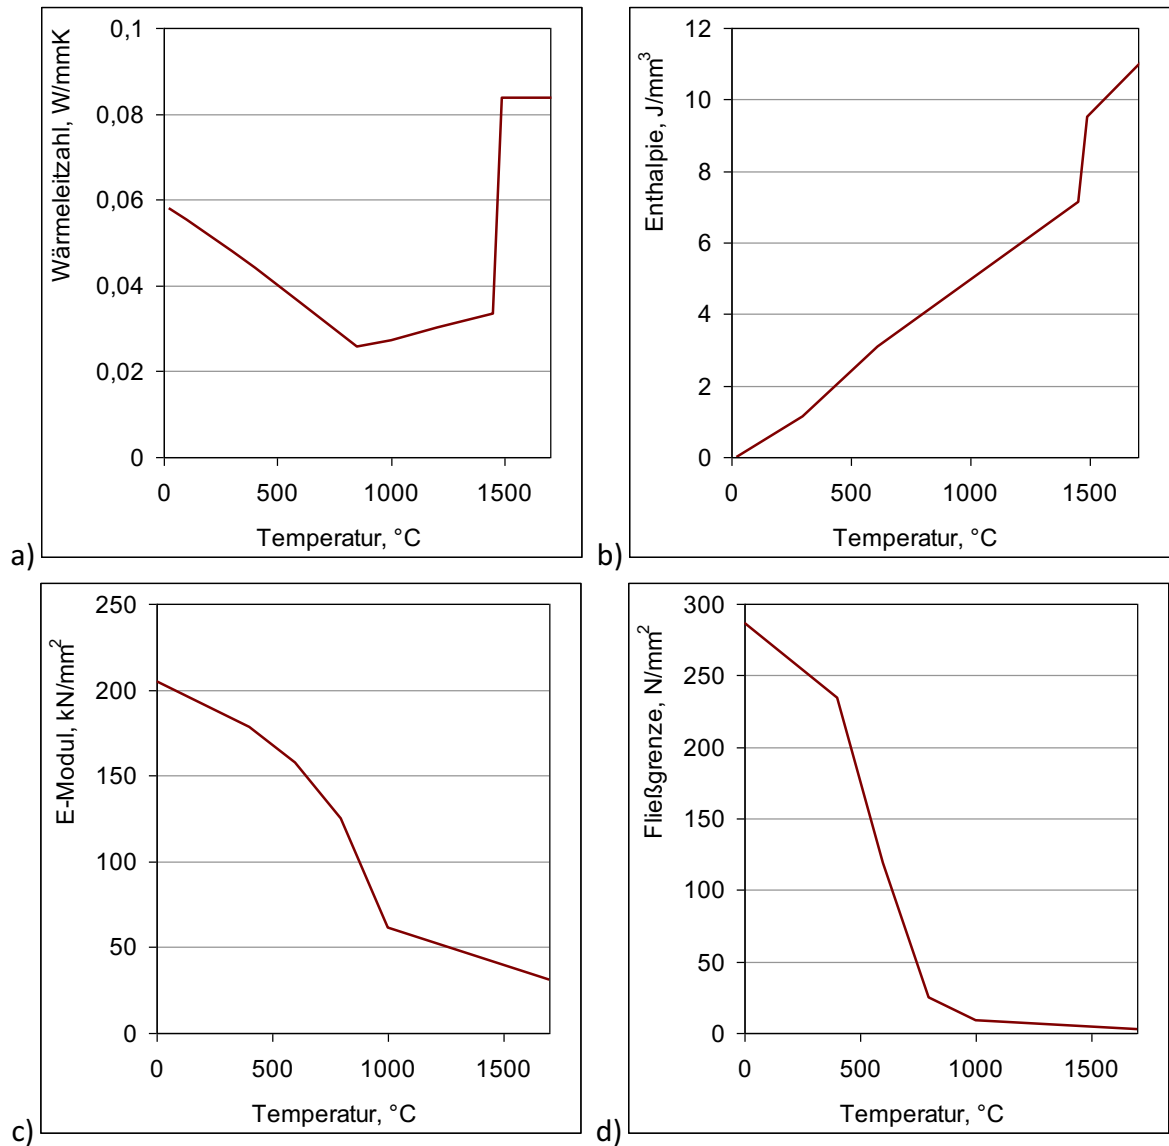 Wärmeleitzahl, W/mmK
0,1
0,08
0,06
0,04
0,02
0
0 500 1000 1500
Temperatur, °C
a)
Enthalpie, J/mm³
12
10
8
6
4
2
0
0 500 1000 1500
Temperatur, °C
b)
E-Modul, kN/mm²
250
200
150
100
50
0
0 500 1000 1500
Temperatur, °C
c)
Fließgrenze, N/mm²
300
250
200
150
100
50
0
0 500 1000 1500
Temperatur, °C
d)